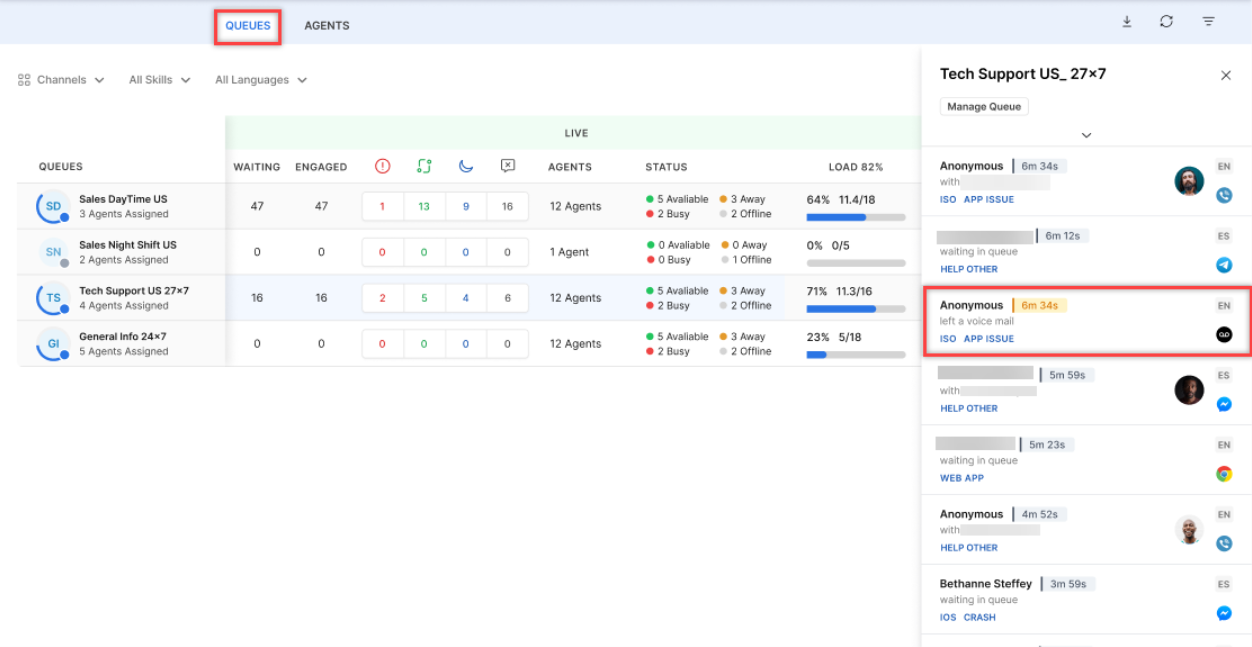 QUEUES AGENTS
Channels All Skills All Languages
LIVE
QUEUES WAITING ENGAGED AGENTS STATUS LOAD 82%
SD Sales DayTime US
3 Agents Assigned
47 47 1 13 9 16 12 Agents
5 Avaliable 3 Away
2 Busy 2 Offline
64% 11.4/18
SN Sales Night Shift US
2 Agents Assigned
0 0 0 0 0 0 1 Agent
0 Avaliable 0 Away
0 Busy 1 Offline
0% 0/5
TS Tech Support US 27×7
4 Agents Assigned
16 16 2 5 4 6 12 Agents
5 Avaliable 3 Away
2 Busy 2 Offline
71% 11.3/16
GI General Info 24×7
5 Agents Assigned
0 0 0 0 0 0 12 Agents
5 Avaliable 3 Away
2 Busy 2 Offline
23% 5/18
Tech Support US_ 27×7
Manage Queue
Anonymous 6m 34s EN
with
ISO APP ISSUE
6m 12s ES
waiting in queue
HELP OTHER
Anonymous 6m 34s EN
left a voice mail
ISO APP ISSUE
5m 59s ES
with
HELP OTHER
5m 23s EN
waiting in queue
WEB APP
Anonymous 4m 52s EN
with
HELP OTHER
Bethanne Steffey 3m 59s ES
waiting in queue
IOS CRASH